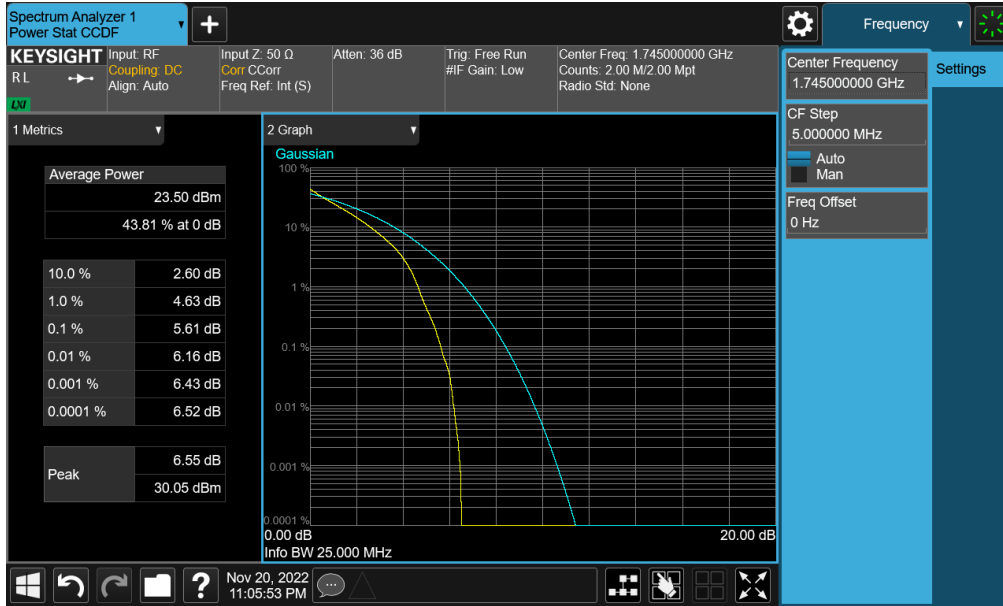 Spectrum Analyzer 1
Power Stat CCDF
Frequency
KEYSIGHT
RL
LXI
Input: RF
Coupling: DC
Align: Auto
Input Z: 50 Ω
Corr CCorr
Freq Ref: Int (S)
Atten: 36 dB
Trig: Free Run
#IF Gain: Low
Center Freq: 1.745000000 GHz
Counts: 2.00 M/2.00 Mpt
Radio Std: None
Center Frequency
1.745000000 GHz
Settings
CF Step
5.000000 MHz
Auto
Man
Freq Offset
0 Hz
1 Metrics
Average Power
23.50 dBm
43.81 % at 0 dB
10.0 % 2.60 dB
1.0 % 4.63 dB
0.1 % 5.61 dB
0.01 % 6.16 dB
0.001 % 6.43 dB
0.0001 % 6.52 dB
Peak
6.55 dB
30.05 dBm
2 Graph
Gaussian
100 %
10 %
1 %
0.1 %
0.01 %
0.001 %
0.0001 %
0.00 dB 20.00 dB
Info BW 25.000 MHz
?
Nov 20, 2022
11:05:53 PM